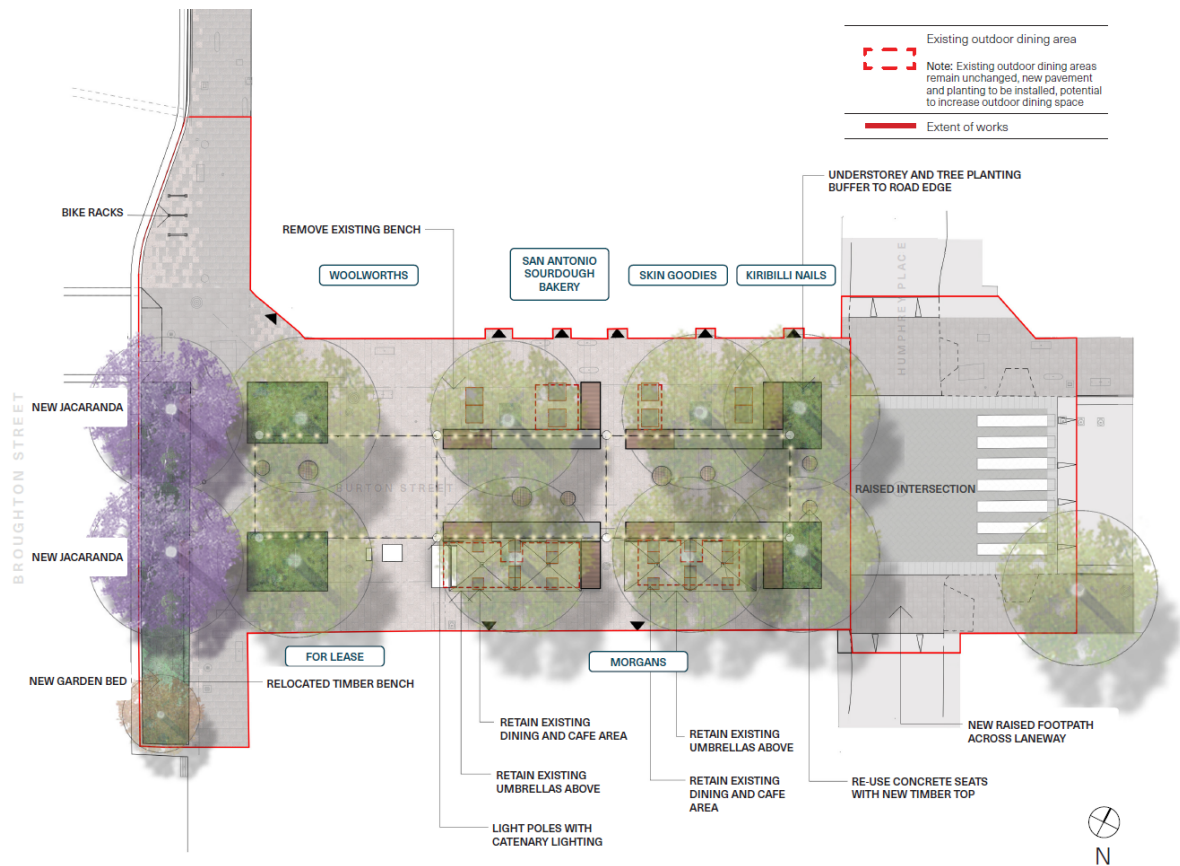 Existing outdoor dining area
Note: Existing outdoor dining areas
remain unchanged, new pavement
and planting to be installed, potential
to increase outdoor dining space
Extent of works
UNDERSTOREY AND TREE PLANTING
BUFFER TO ROAD EDGE
BIKE RACKS
REMOVE EXISTING BENCH
WOOLWORTHS
SAN ANTONIO
SOURDOUGH
BAKERY
SKIN GOODIES
KIRIBILLI NAILS
HUMPHREY PLACE
NEW JACARANDA
BROUGHTON STREET
BURTON STREET
RAISED INTERSECTION
NEW JACARANDA
FOR LEASE
MORGANS
NEW GARDEN BED
RELOCATED TIMBER BENCH
RETAIN EXISTING
DINING AND CAFE AREA
RETAIN EXISTING
UMBRELLAS ABOVE
NEW RAISED FOOTPATH
ACROSS LANEWAY
RETAIN EXISTING
UMBRELLAS ABOVE
RETAIN EXISTING
DINING AND CAFE
AREA
RE-USE CONCRETE SEATS
WITH NEW TIMBER TOP
LIGHT POLES WITH
CATENARY LIGHTING
N